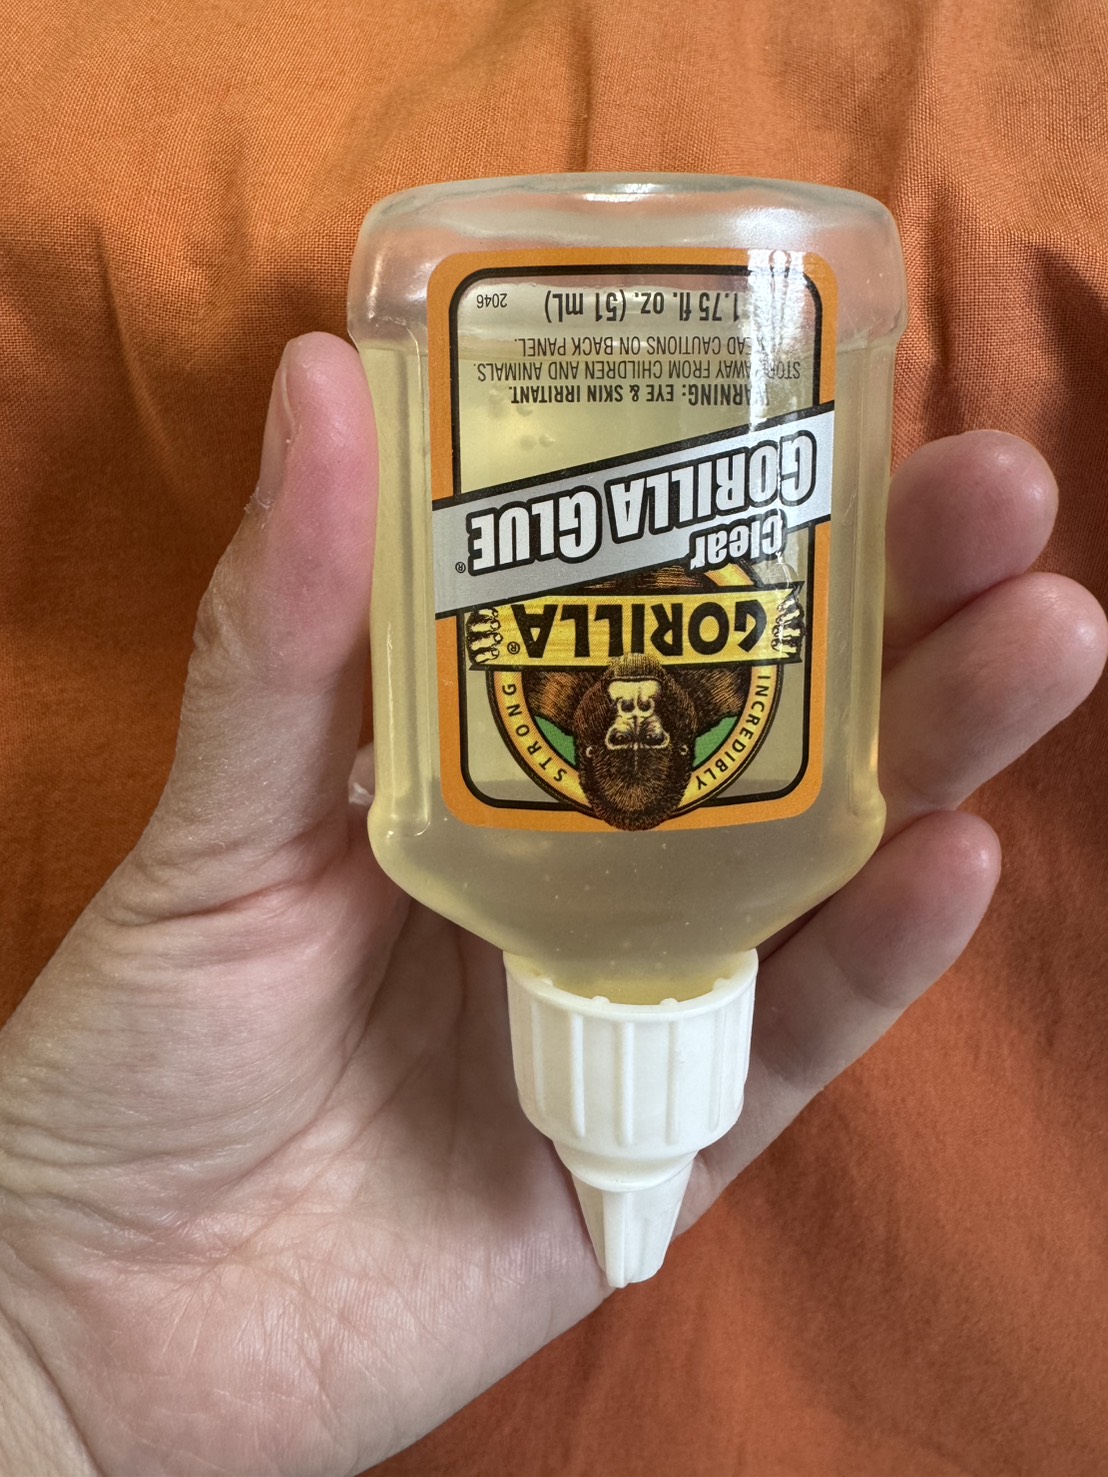 INCREDIBLY STRONG
GORILLA®
Clear
GORILLA GLUE®
WARNING: EYE & SKIN IRRITANT.
STORE AWAY FROM CHILDREN AND ANIMALS.
READ CAUTIONS ON BACK PANEL.
1.75 fl. oz. (51 mL)
2046